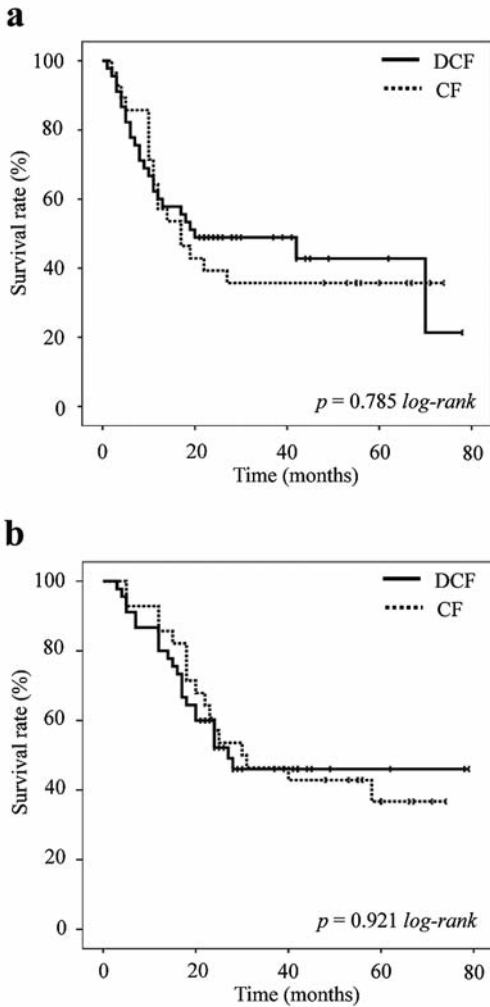 a
100
80
60
40
20
0
Survival rate (%)
DCF
CF
p = 0.785 log-rank
0 20 40 60 80
Time (months)
b
100
80
60
40
20
0
Survival rate (%)
DCF
CF
p = 0.921 log-rank
0 20 40 60 80
Time (months)